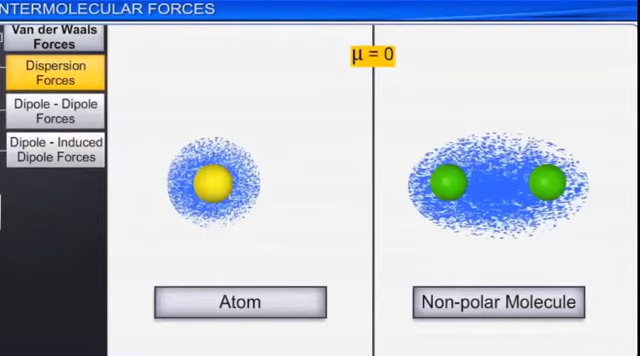 NTERMOLECULAR FORCES
Van der Waals
Forces
Dispersion
Forces
Dipole - Dipole
Forces
Dipole - Induced
Dipole Forces
μ = 0
Atom
Non-polar Molecule